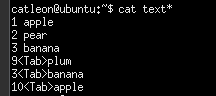 catleon@ubuntu:~$ cat text*
1 apple
2 pear
3 banana
9<Tab>plum
3<Tab>banana
10<Tab>apple